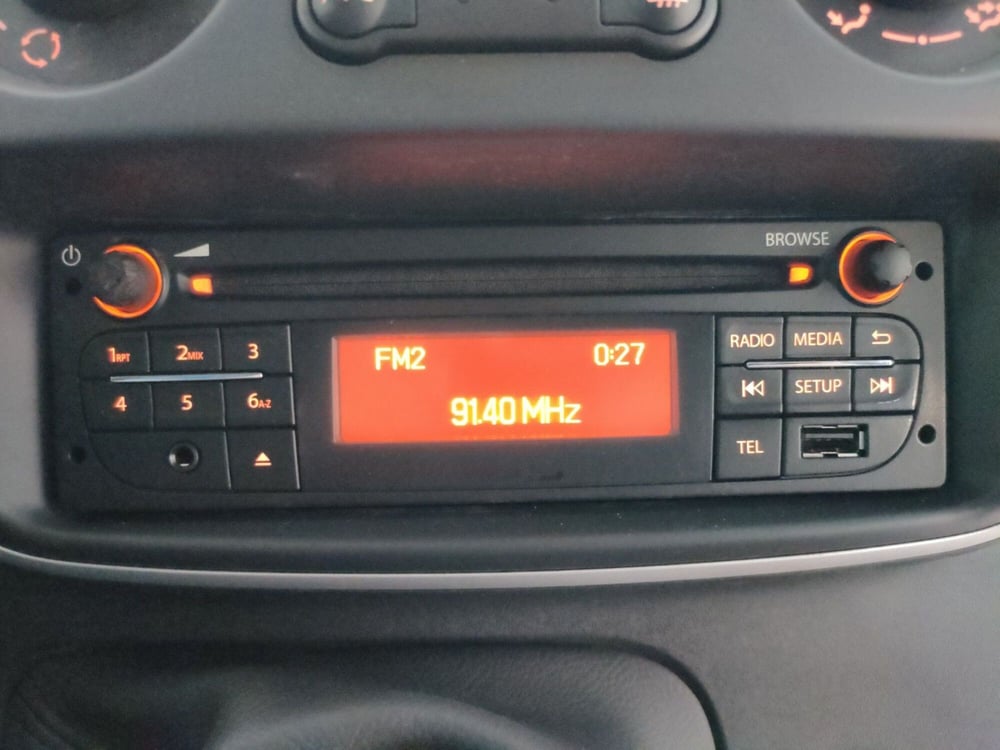 BROWSE
1RPT 2MIX 3
4 5 6A-Z
FM2 0:27
91.40 MHz
RADIO MEDIA
SETUP
TEL